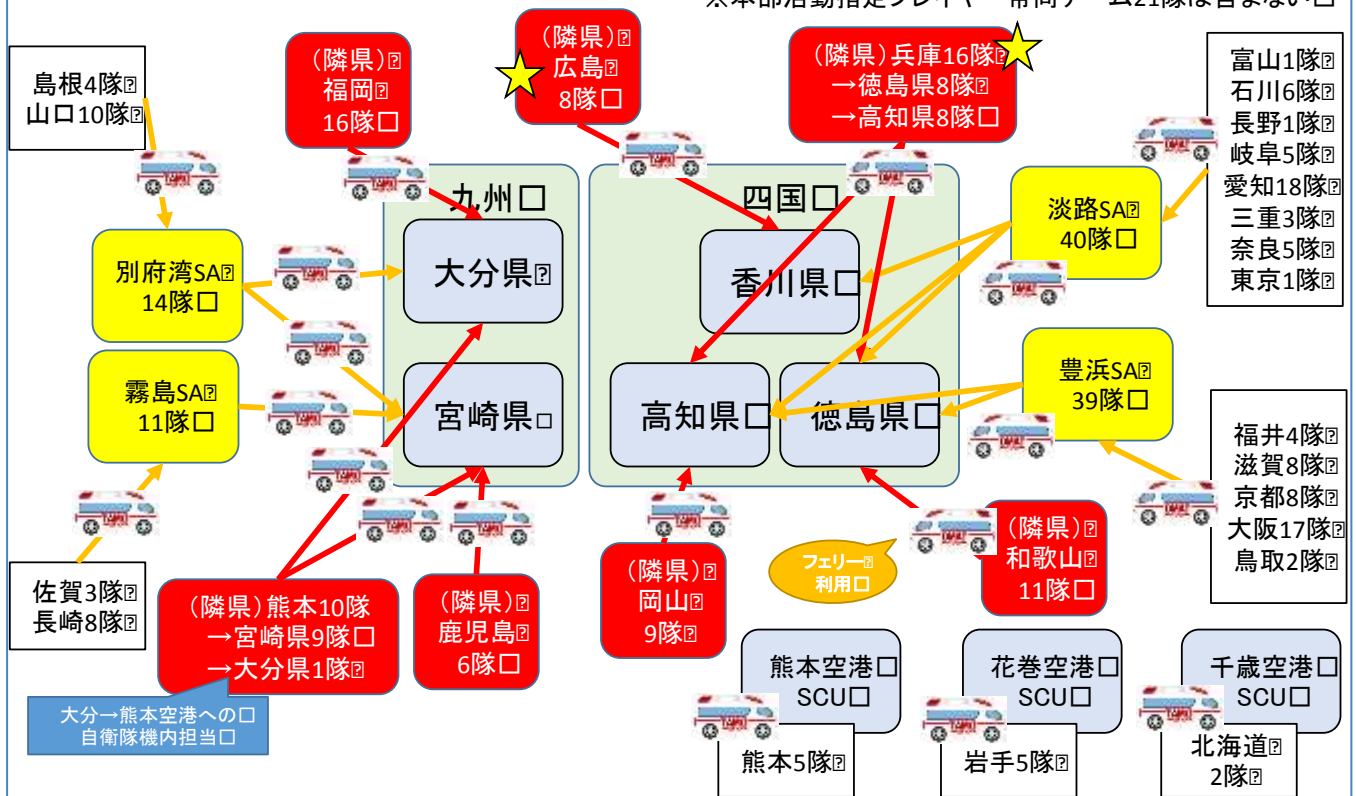 ※本部活動指定プレイヤー帯同チーム21隊は含まない
島根4隊
山口10隊
(隣県)
福岡
16隊
(隣県)
広島
8隊
(隣県)兵庫16隊
→徳島県8隊
→高知県8隊
富山1隊
石川6隊
長野1隊
岐阜5隊
愛知18隊
三重3隊
奈良5隊
東京1隊
九州
四国
大分県
宮崎県
香川県
高知県
徳島県
別府湾SA
14隊
霧島SA
11隊
淡路SA
40隊
豊浜SA
39隊
福井4隊
滋賀8隊
京都8隊
大阪17隊
鳥取2隊
佐賀3隊
長崎8隊
(隣県)熊本10隊
→宮崎県9隊
→大分県1隊
大分→熊本空港への
自衛隊機内担当
(隣県)
鹿児島
6隊
(隣県)
岡山
9隊
フェリー
利用
(隣県)
和歌山
11隊
熊本空港
SCU
熊本5隊
花巻空港
SCU
岩手5隊
千歳空港
SCU
北海道
2隊